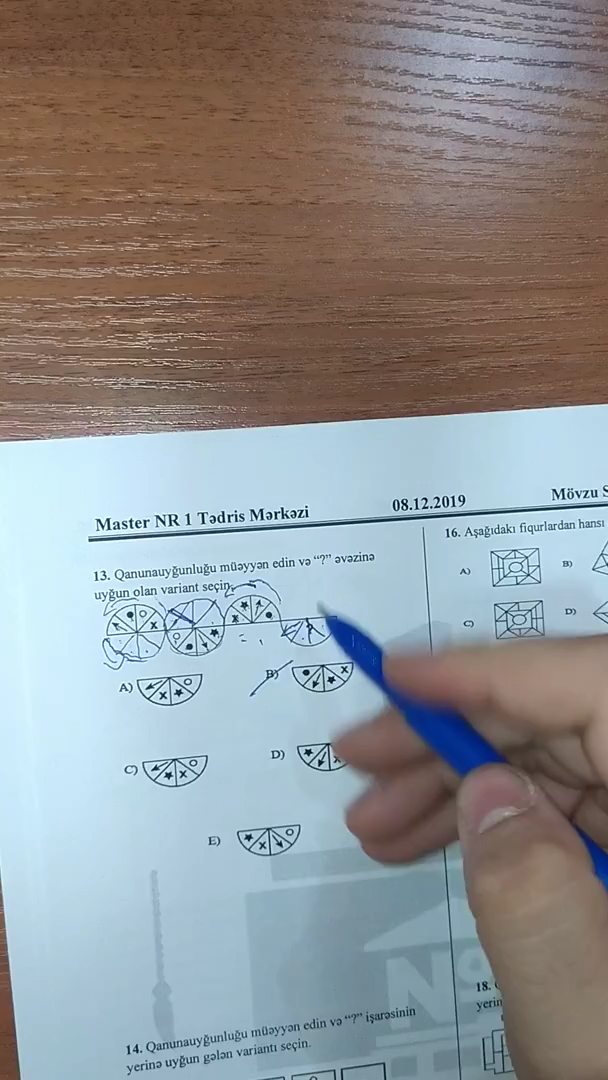 Master NR 1 Tədris Mərkəzi
08.12.2019
Mövzu S
13. Qanunauyğunluğu müəyyən edin və "?" əvəzinə
uyğun olan variant seçin.
A)
B)
C)
D)
E)
14. Qanunauyğunluğu müəyyən edin və "?" işarəsinin
yerinə uyğun gələn variantı seçin.
16. Aşağıdakı fiqurlardan hansı
A)
B)
C)
D)
18.
yerin